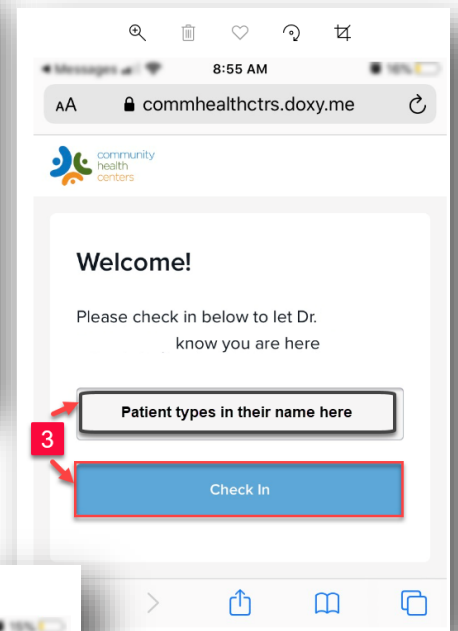 8:55 AM
AA commhealthctrs.doxy.me
community
health
centers
Welcome!
Please check in below to let Dr.
know you are here
Patient types in their name here
3
Check In